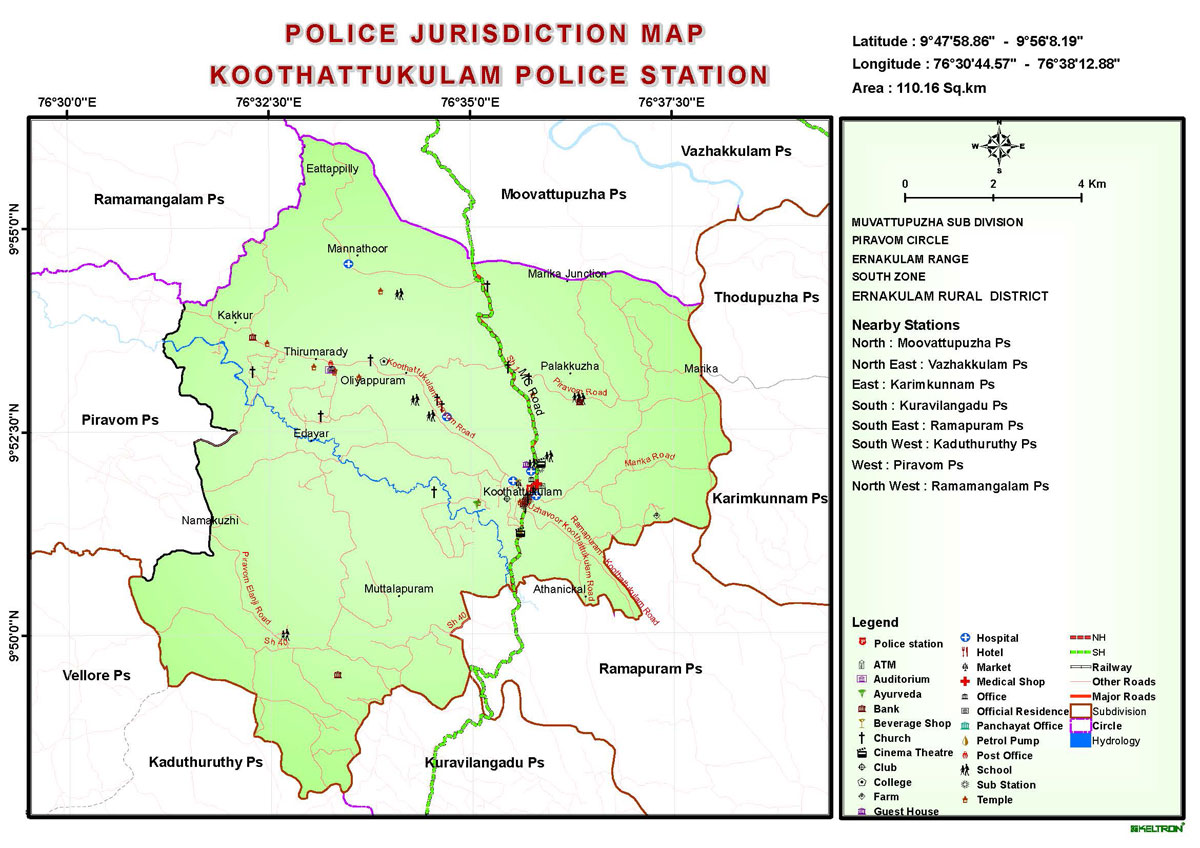 POLICE JURISDICTION MAP
KOOTHATTUKULAM POLICE STATION
Latitude : 9°47'58.86" - 9°56'8.19"
Longitude : 76°30'44.57" - 76°38'12.88"
Area : 110.16 Sq.km
76°30'0"E
76°32'30"E
76°35'0"E
76°37'30"E
9°55'0"N
9°52'30"N
9°50'0"N
Vazhakkulam Ps
Eattappilly
Ramamangalam Ps
Moovattupuzha Ps
Mannathoor
Marika Junction
Thodupuzha Ps
Kakkur
Thirumarady
Palakkuzha
Marika
Oliyappuram
Sh
MC Road
Piravom Road
Piravom Ps
Edayar
Marika Road
Koothattukulam
Karimkunnam Ps
Namakuzhi
Uzhavoor Koothattukulam Road
Ramapuram - Koothattukulam Road
Piravom Elanji Road
Muttalapuram
Athanickal
Sh 40
Sh 40
Vellore Ps
Ramapuram Ps
Kaduthuruthy Ps
Kuravilangadu Ps
N
W
E
S
0
2
4 Km
MUVATTUPUZHA SUB DIVISION
PIRAVOM CIRCLE
ERNAKULAM RANGE
SOUTH ZONE
ERNAKULAM RURAL DISTRICT
Nearby Stations
North : Moovattupuzha Ps
North East : Vazhakkulam Ps
East : Karimkunnam Ps
South : Kuravilangadu Ps
South East : Ramapuram Ps
South West : Kaduthuruthy Ps
West : Piravom Ps
North West : Ramamangalam Ps
Legend
Police station
ATM
Auditorium
Ayurveda
Bank
Beverage Shop
Church
Cinema Theatre
Club
College
Farm
Guest House
Hospital
Hotel
Market
Medical Shop
Office
Official Residence
Panchayat Office
Petrol Pump
Post Office
School
Sub Station
Temple
NH
SH
Railway
Other Roads
Major Roads
Subdivision
Circle
Hydrology
KELTRON